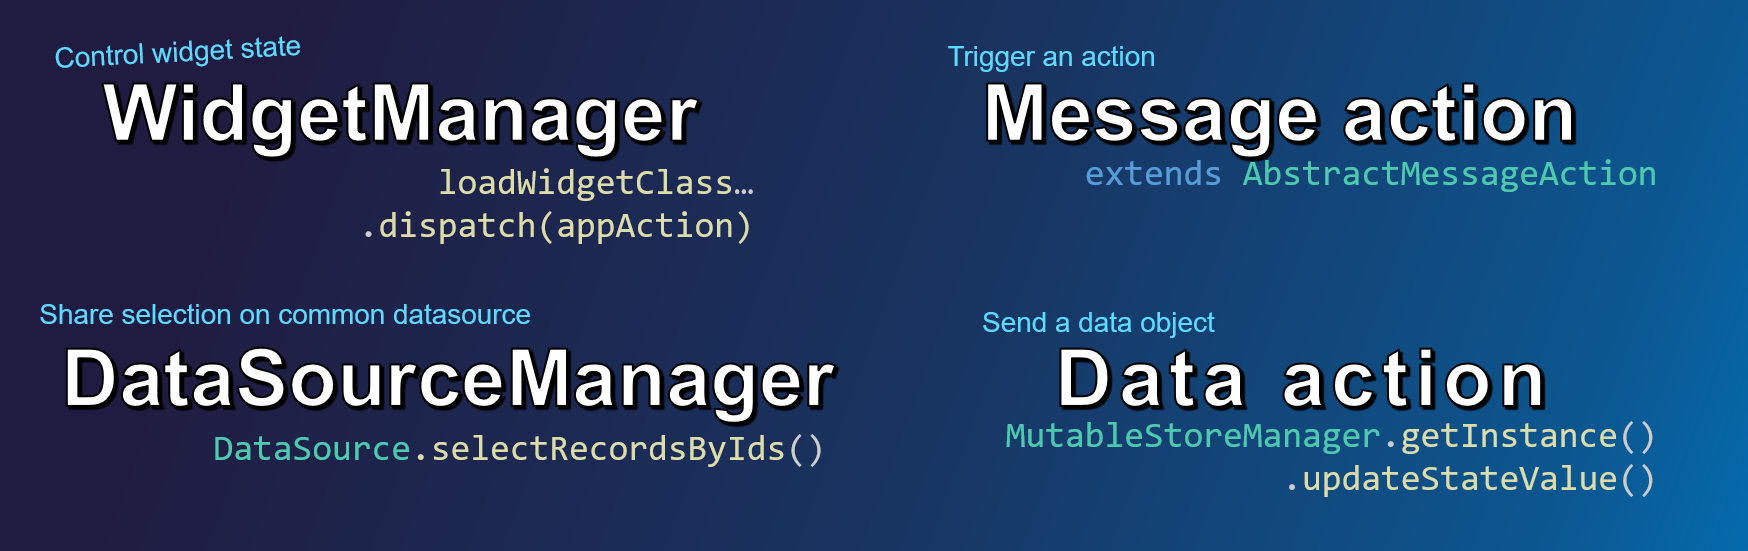 Control widget state
WidgetManager
loadWidgetClass…
.dispatch(appAction)
Trigger an action
Message action
extends AbstractMessageAction
Share selection on common datasource
DataSourceManager
DataSource.selectRecordsByIds()
Send a data object
Data action
MutableStoreManager.getInstance()
.updateStateValue()